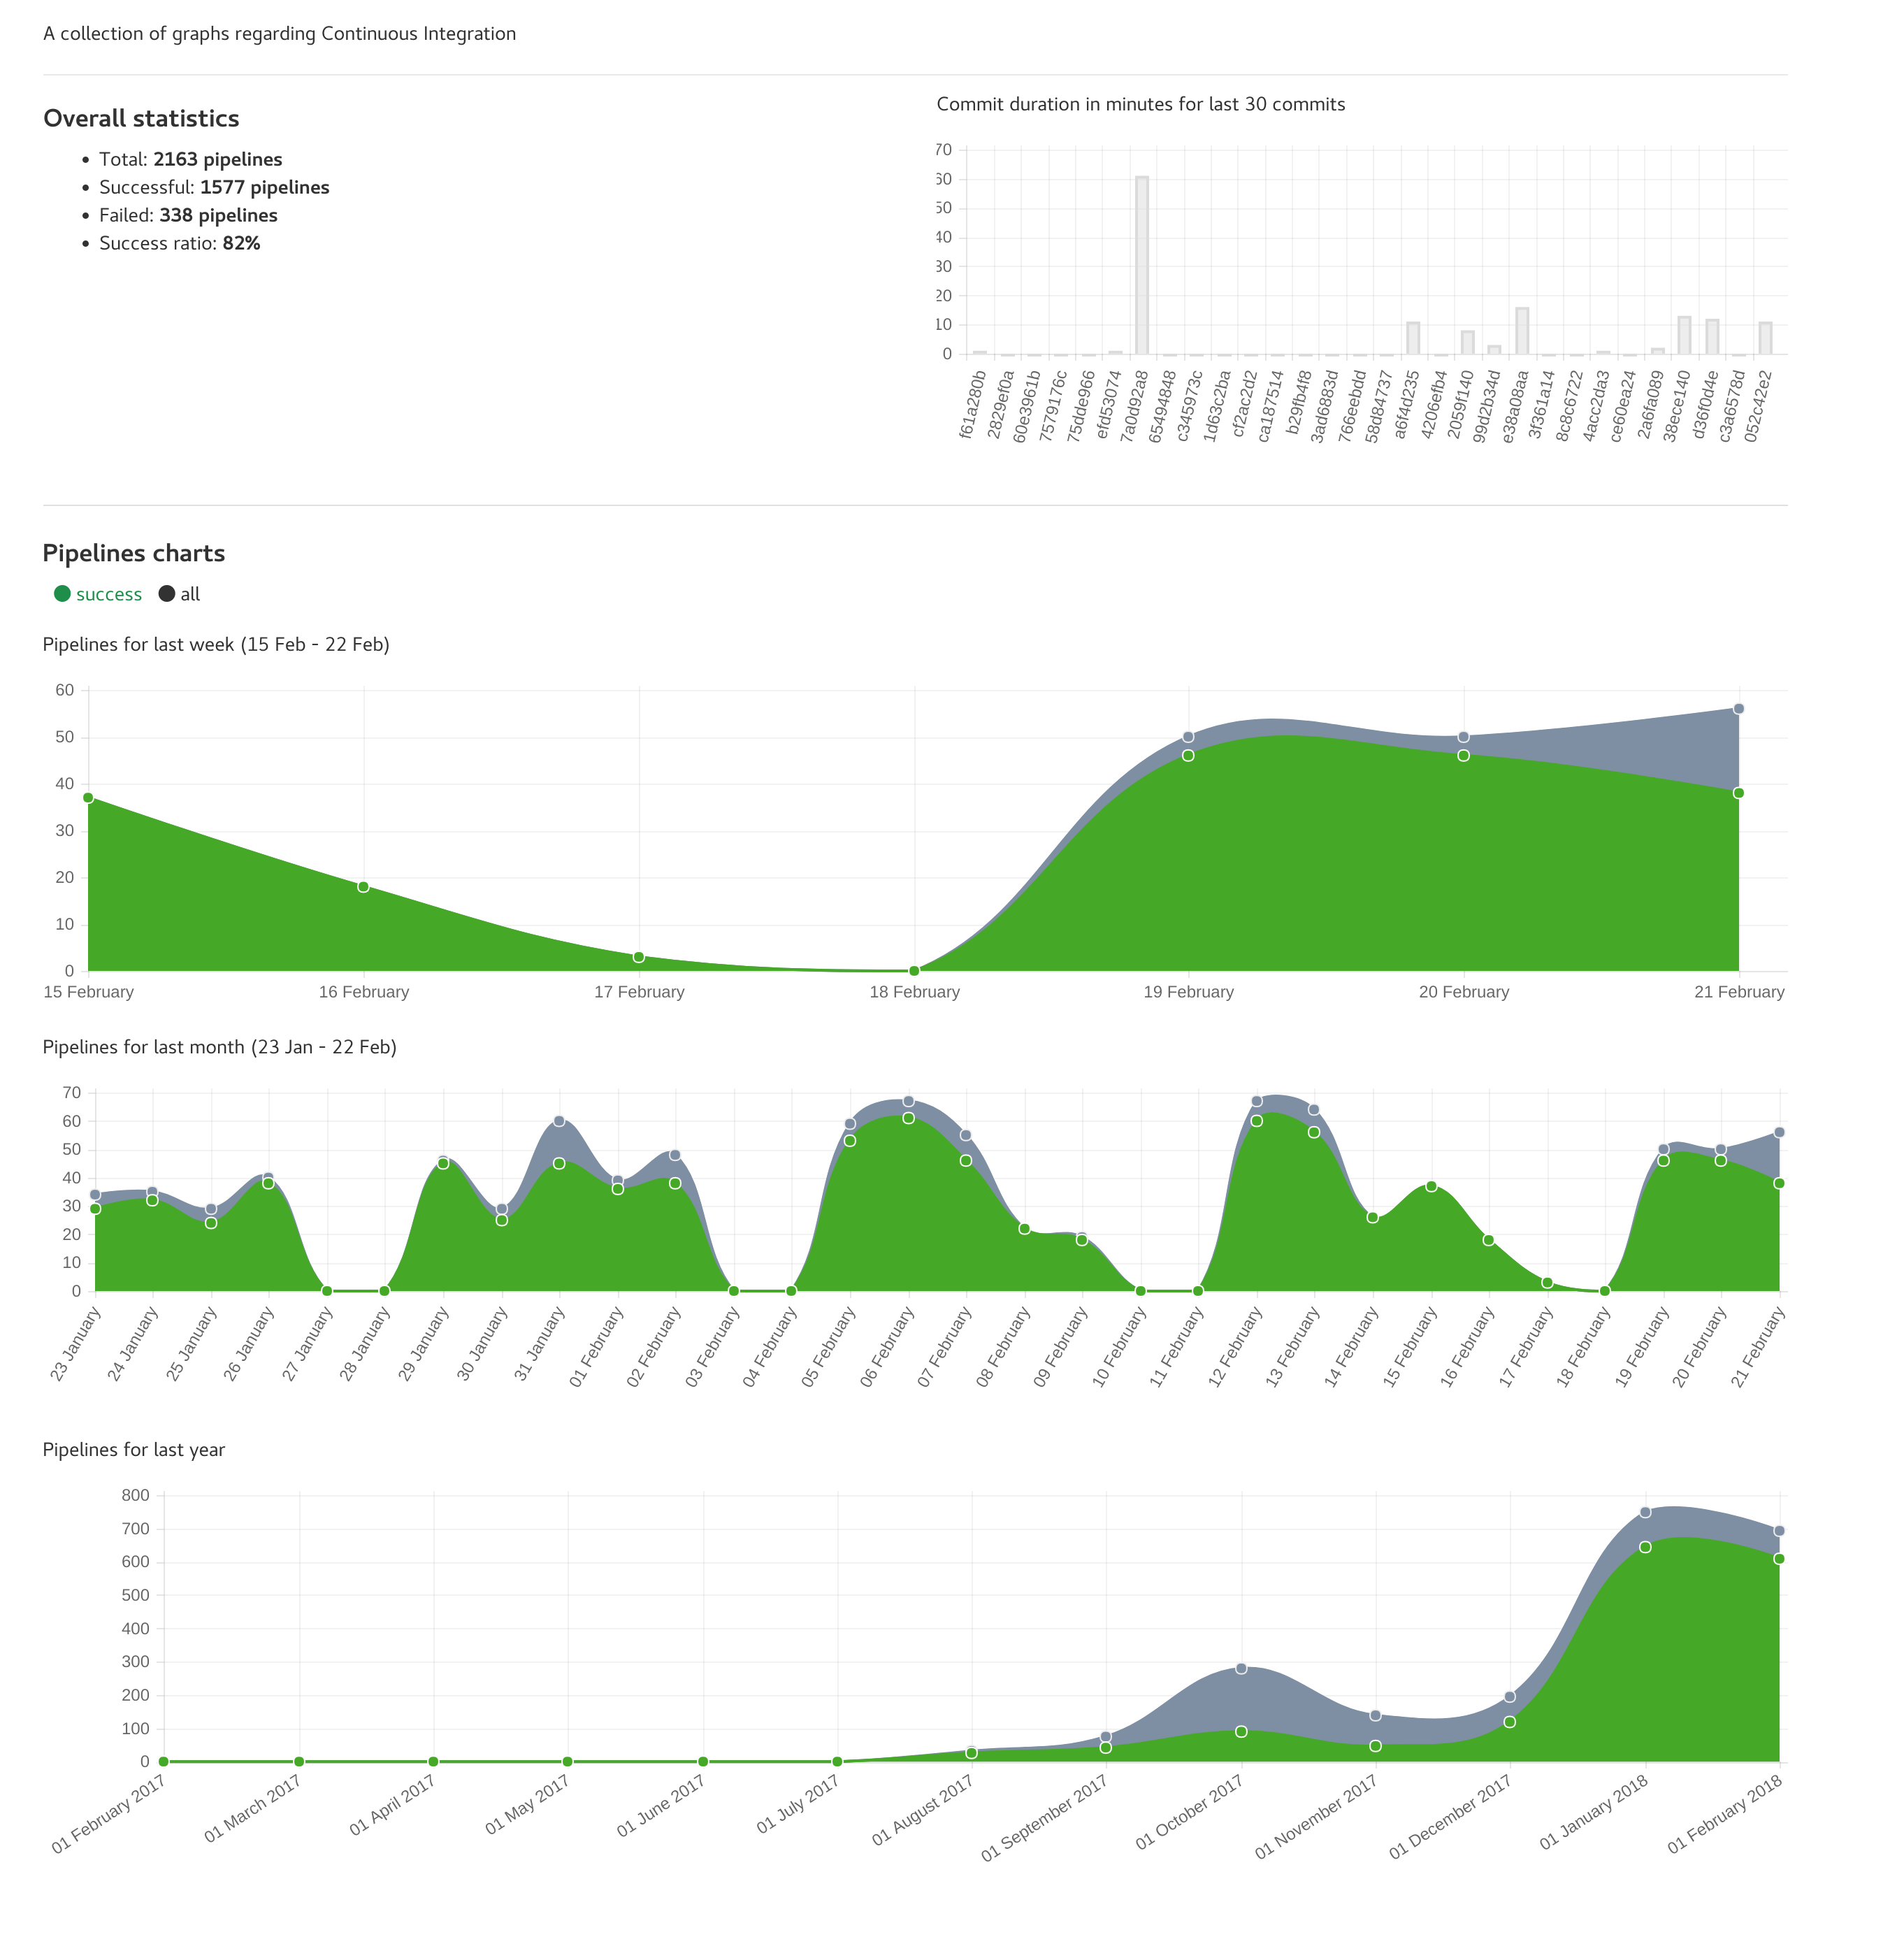 A collection of graphs regarding Continuous Integration
Overall statistics
• Total: 2163 pipelines
• Successful: 1577 pipelines
• Failed: 338 pipelines
• Success ratio: 82%
Commit duration in minutes for last 30 commits
70
60
50
40
30
20
10
0
f61a280b
2829ef0a
60e3961b
7579176c
75dde966
efd53074
7a0d92a8
65494848
c345973c
1d63c2ba
cf2ac2d2
ca187514
b29fb4f8
3ad6883d
766eebdd
58d84737
a6f4d235
4206efb4
2059f140
99d2b34d
e38a08aa
3f361a14
8c8c6722
4acc2da3
ce60ea24
2a6fa089
38ece140
d36f0d4e
c3a6578d
052c42e2
Pipelines charts
success all
Pipelines for last week (15 Feb - 22 Feb)
60
50
40
30
20
10
0
15 February
16 February
17 February
18 February
19 February
20 February
21 February
Pipelines for last month (23 Jan - 22 Feb)
70
60
50
40
30
20
10
0
23 January
24 January
25 January
26 January
27 January
28 January
29 January
30 January
31 January
01 February
02 February
03 February
04 February
05 February
06 February
07 February
08 February
09 February
10 February
11 February
12 February
13 February
14 February
15 February
16 February
17 February
18 February
19 February
20 February
21 February
Pipelines for last year
800
700
600
500
400
300
200
100
0
01 February 2017
01 March 2017
01 April 2017
01 May 2017
01 June 2017
01 July 2017
01 August 2017
01 September 2017
01 October 2017
01 November 2017
01 December 2017
01 January 2018
01 February 2018